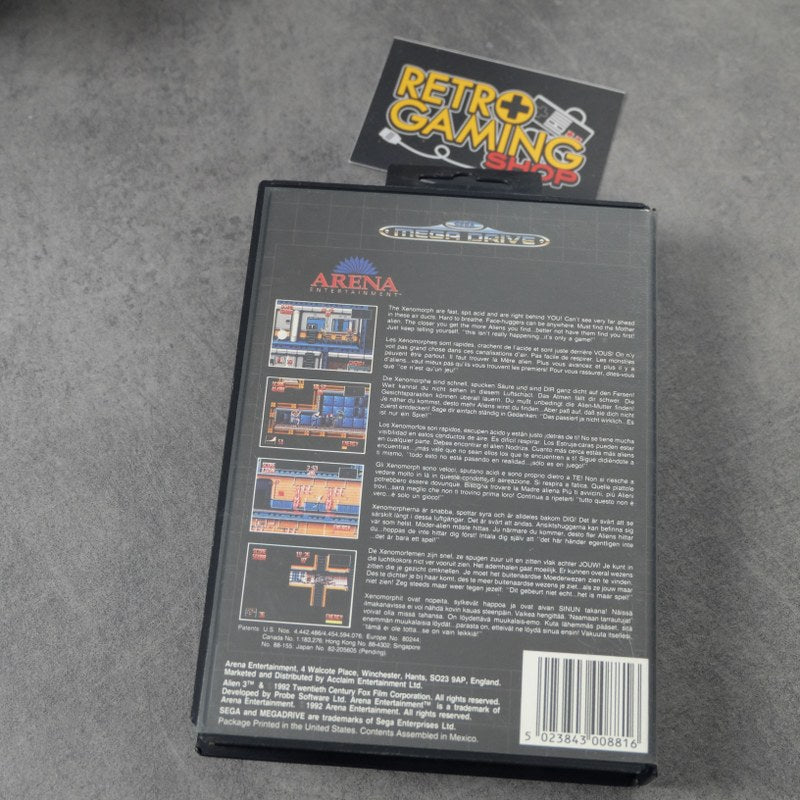 RETRO
GAMING
SHOP
SEGA
MEGA DRIVE
ARENA
ENTERTAINMENT™
The Xenomorph are fast, spit acid and are right behind YOU! Can't see very far ahead
in these air ducts. Hard to breathe. Face-huggers can be anywhere. Must find the Mother
alien. The closer you get the more Aliens you find...better not have them find you first!
Just keep telling yourself, "this isn't really happening...it's only a game!"
Les Xénomorphes sont rapides, crachent de l'acide et sont juste derrière VOUS! On n'y
voit pas grand chose dans ces canalisations d'air. Pas facile de respirer. Les monstres
peuvent être partout. Il faut trouver la Mère alien. Plus vous avancez et plus il y
d'aliens...vaut mieux pas qu'ils vous trouvent les premiers! Pour vous rassurer, dites-vous
que "ce n'est qu'un jeu!"
Die Xenomorphe sind schnell, spucken Säure und sind DIR ganz dicht auf den Fersen!
Weit kannst du nicht sehen in diesem Luftschacht. Das Atmen fällt dir schwer. Die
Gesichtsparasiten können überall lauern. Du mußt unbedingt die Alien-Mutter finden!
Je näher du kommst, desto mehr Aliens wirst du finden...Aber paß auf, daß sie dich nicht
zuerst entdecken! Sage dir einfach ständig in Gedanken: "Das passiert ja nicht wirklich...Es
ist nur ein Spiel!"
Los Xenomorfos son rápidos, escupen ácido y están justo ¡detrás de ti! No se tiene mucha
visibilidad en estos conductos de aire. Es difícil respirar. Los Estruja-caras pueden estar
en cualquier parte. Debes encontrar el alien Nodriza. Cuanto más cerca estás más aliens
encuentras...¡más vale que no sean ellos los que te encuentren a ti! Sigue diciéndote a
ti mismo, "todo esto no está pasando en realidad...¡sólo es un juego!"
Gli Xenomorph sono veloci, sputano acido e sono proprio dietro a TE! Non si riesce a
vedere molto in là in queste condotte di aereazione. Si respira a fatica. Quelle piattole
potrebbero essere dovunque. Bisogna trovare la Madre aliena Più ti avvicini, più Alieni
trovi...sarà meglio che non ti trovino prima loro! Continua a ripeterti "tutto questo non è
vero...è solo un gioco!"
Xenomorpherna är snabba, spottar syra och är alldeles bakom DIG! Det är svårt att se
särskilt långt i dessa luftgångar. Det är svårt att andas. Ansiktshuggarna kan befinna sig
var som helst. Moder-alien måste hittas. Ju närmare du kommer, desto fler Aliens hittar
du...hoppas de inte hittar dig först! Intala dig själv att "det här händer egentligen inte
...det är bara ett spel!"
De Xenomorfemen zijn snel, ze spugen zuur uit en zitten vlak achter JOUW! Je kunt in
die luchtkokors niet ver vooruit zien. Het ademhalen gaat moeilijk. Er kunnen overal wezens
zitten die je gezicht omknellen. Je moet het buitenaardse Moederwezen zien te vinden.
Des te dichter je bij haar komt, des te meer buitenaardse wezens je ziet...als ze jouw maar
niet zien! Zeg steeds maar weer tegen jezelf: "Dit gebeurt niet echt...het is maar spel!"
Xenomorphit ovat nopeita, sylkevät happoa ja ovat aivan SINUN takana! Näissä
ilmakanavissa ei voi nähdä kovin kauas eteenpäin. Vaikea hengittää. 'Naamaan tarrautujat'
voivat olla missä tahansa. On löydettävä muukalais-emo. Kuta lähemmäs pääset, sitä
enemmän muukalaisia löydät...parasta on, etteivät ne löydä sinua ensin! Vakuuta itsellesi,
"tämä ei ole totta...se on vain leikkiä!"
Patents: U.S. Nos. 4,442,486/4,454,594,076. Europe No. 80244.
Canada No. 1,183,276. Hong Kong No. 88-4302. Singapore
No. 88-155. Japan No. 82-205605 (Pending).
Arena Entertainment, 4 Walcote Place, Winchester, Hants, SO23 9AP, England.
Marketed and Distributed by Acclaim Entertainment Ltd.
Alien 3™ & 1992 Twentieth Century Fox Film Corporation. All rights reserved.
Developed by Probe Software Ltd. Arena Entertainment™ is a trademark of
Arena Entertainment. 1992 Arena Entertainment. All rights reserved.
SEGA and MEGADRIVE are trademarks of Sega Enterprises Ltd.
Package Printed in the United States. Contents Assembled in Mexico.
5 023843 008816